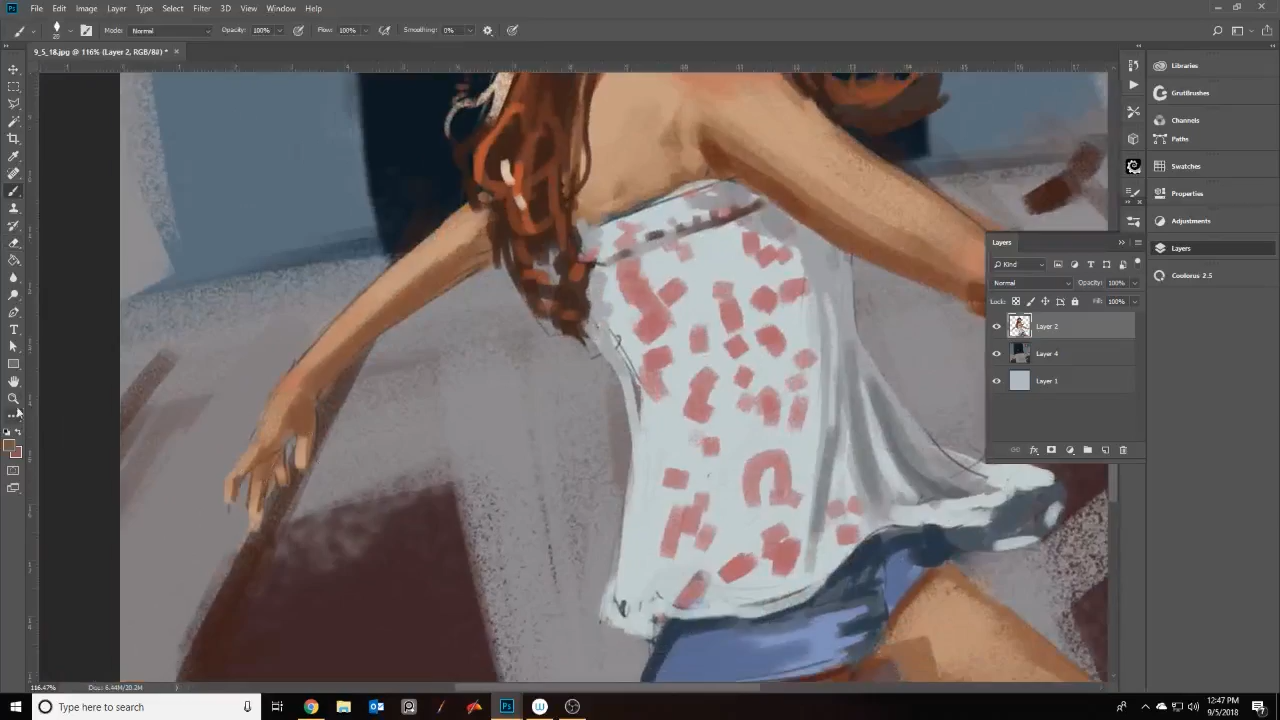 Ps File Edit Image Layer Type Select Filter 3D View Window Help
Mode: Normal Opacity: 100% Flow: 100% Smoothing: 0%
9_5_18.jpg @ 116% (Layer 2, RGB/8#) *
Libraries
GrutBrushes
Channels
Paths
Swatches
Properties
Adjustments
Layers
Coolorus 2.5
Layers
Kind
Normal Opacity: 100%
Lock: Fill: 100%
Layer 2
Layer 4
Layer 1
116.47% Doc: 6.44M/20.2M
Type here to search
12:47 PM
9/5/2018